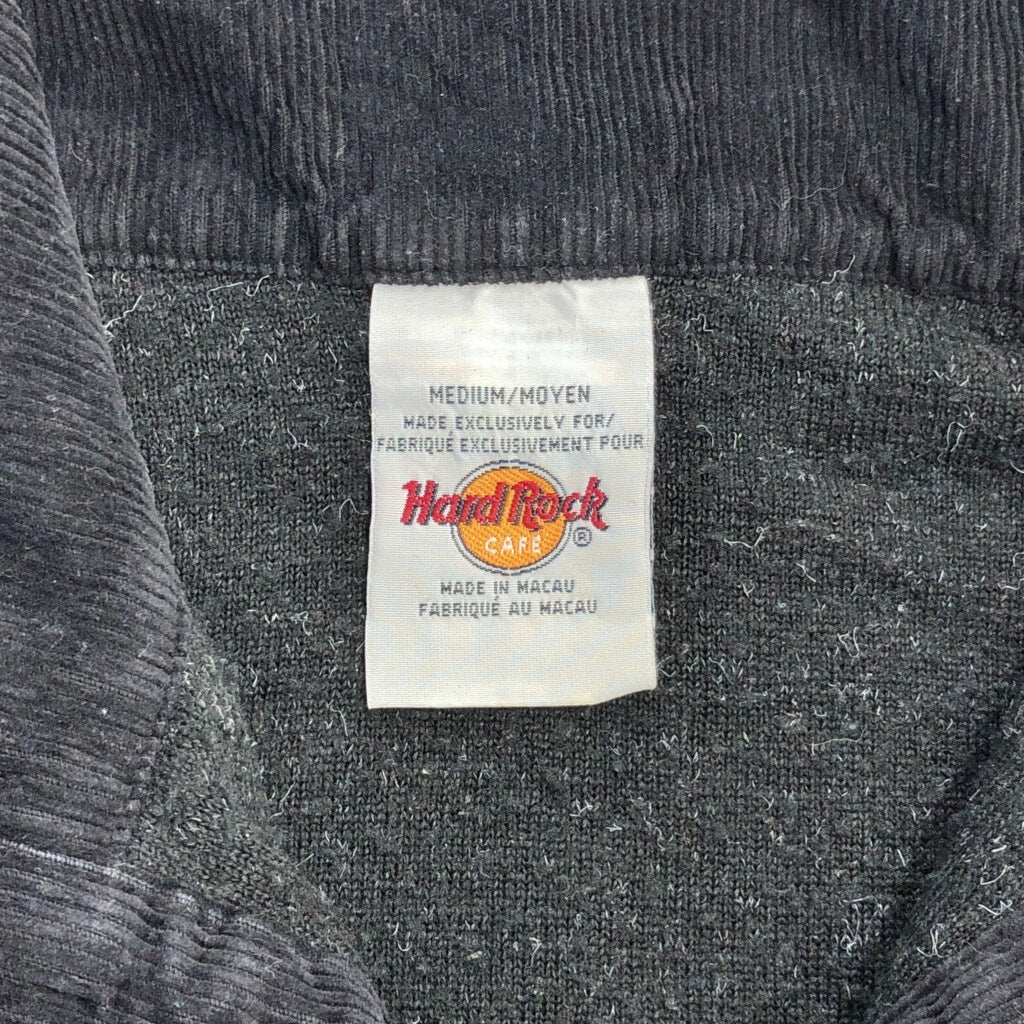 MEDIUM/MOYEN
MADE EXCLUSIVELY FOR/
FABRIQUÉ EXCLUSIVEMENT POUR
Hard Rock
CAFE ®
MADE IN MACAU
FABRIQUÉ AU MACAU